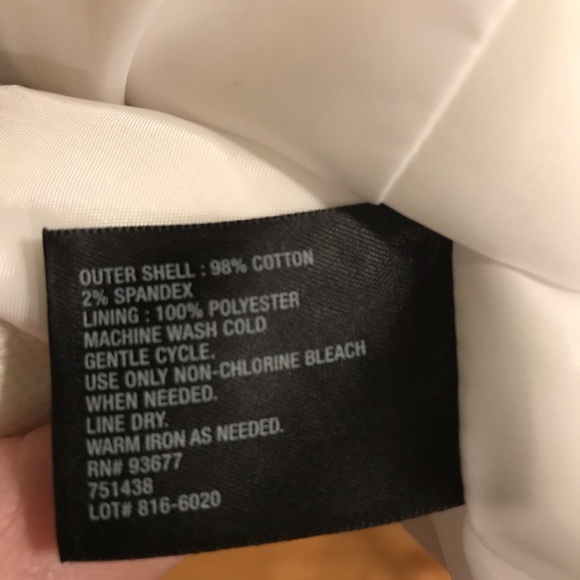 OUTER SHELL : 98% COTTON
2% SPANDEX
LINING : 100% POLYESTER
MACHINE WASH COLD
GENTLE CYCLE.
USE ONLY NON-CHLORINE BLEACH
WHEN NEEDED.
LINE DRY.
WARM IRON AS NEEDED.
RN# 93677
751438
LOT# 816-6020